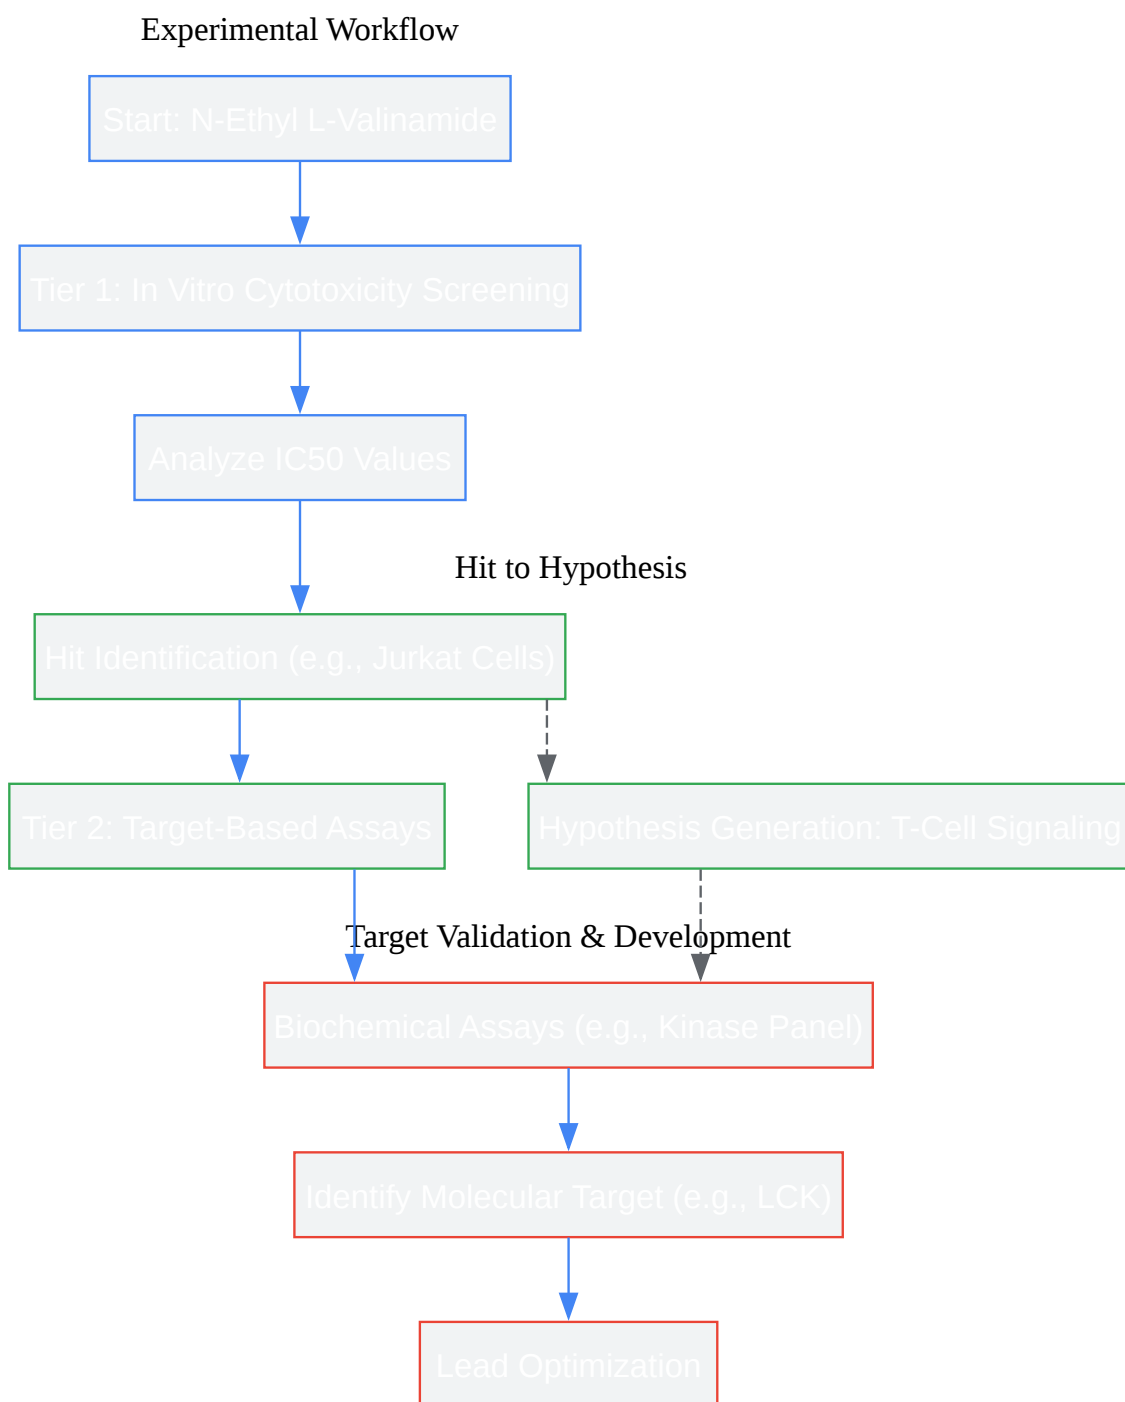 Experimental Workflow
Start: N-Ethyl L-Valinamide
Tier 1: In Vitro Cytotoxicity Screening
Analyze IC50 Values
Hit to Hypothesis
Hit Identification (e.g., Jurkat Cells)
Tier 2: Target-Based Assays
Hypothesis Generation: T-Cell Signaling
Target Validation & Development
Biochemical Assays (e.g., Kinase Panel)
Identify Molecular Target (e.g., LCK)
Lead Optimization